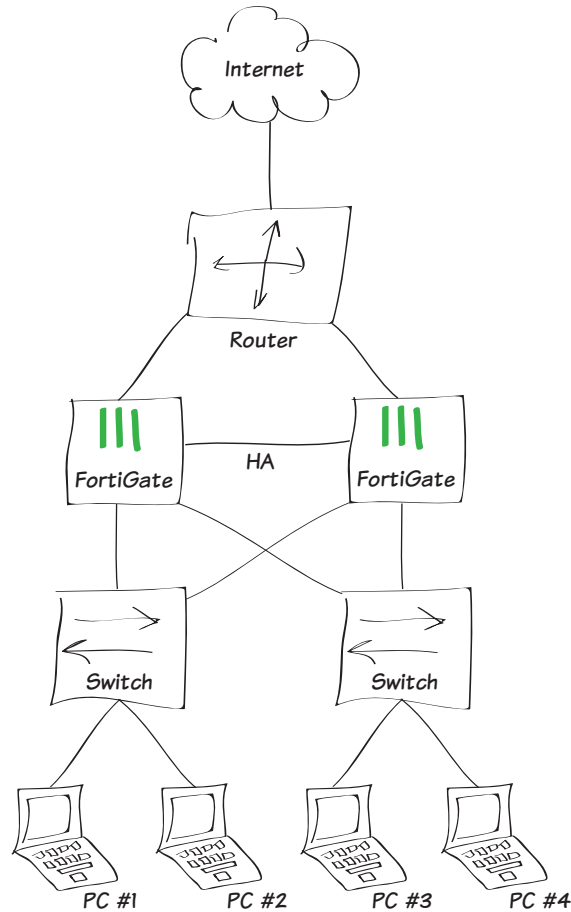 Internet
Router
HA
FortiGate
FortiGate
Switch
Switch
PC #1
PC #2
PC #3
PC #4